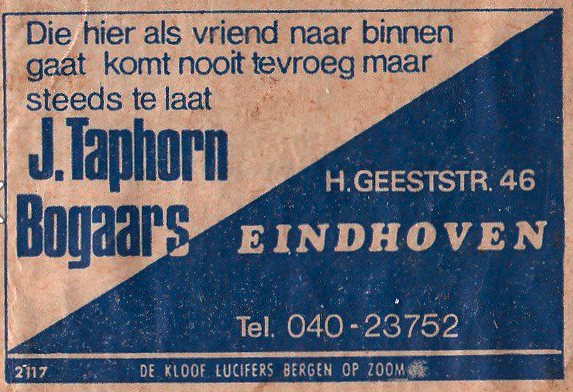 Die hier als vriend naar binnen
gaat komt nooit tevroeg maar
steeds te laat
J. Taphorn
Bogaars
H. GEESTSTR. 46
EINDHOVEN
Tel. 040-23752
2117 DE KLOOF LUCIFERS BERGEN OP ZOOM